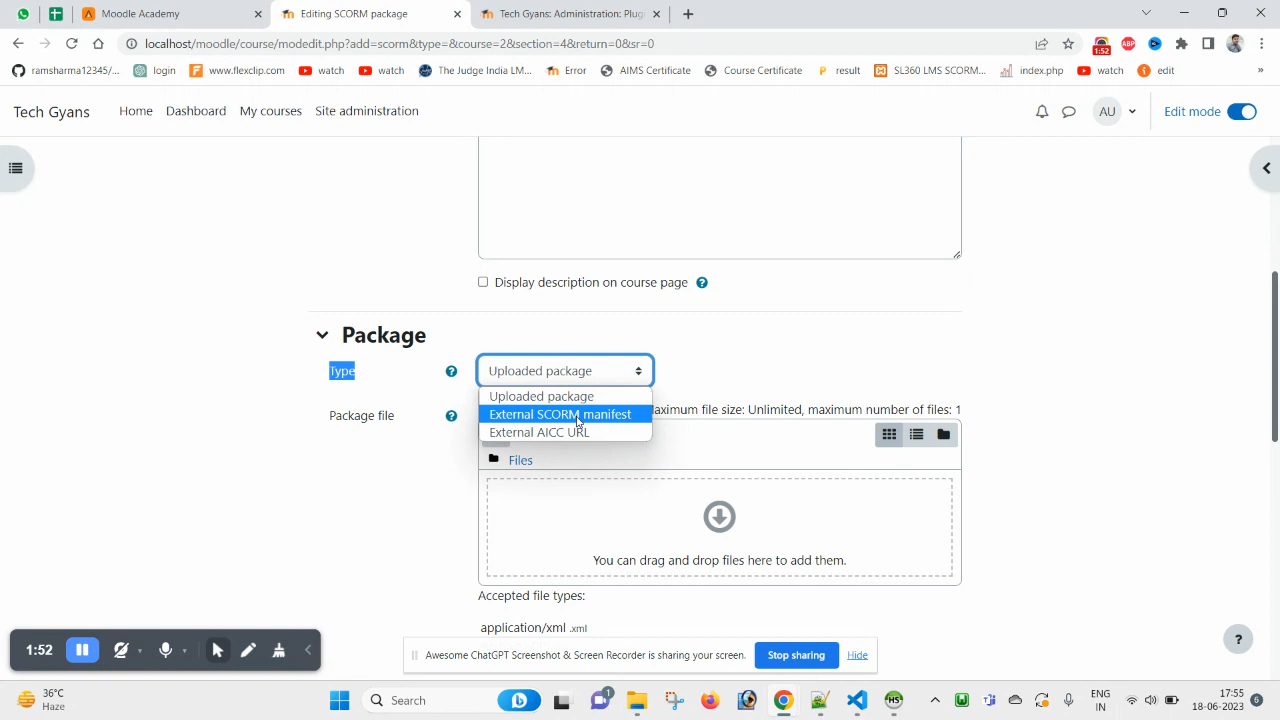 Moodle Academy
Editing SCORM package
Tech Gyans: Administration: Plug
localhost/moodle/course/modedit.php?add=scorm&type=&course=2&section=4&return=0&sr=0
1:52
ABP
ramsharma12345/...
login
www.flexclip.com
watch
watch
The Judge India LM...
Error
AIMS Certificate
Course Certificate
result
SL360 LMS SCORM...
index.php
watch
edit
»
Tech Gyans
Home
Dashboard
My courses
Site administration
AU
Edit mode
Display description on course page
Package
Type
Uploaded package
Uploaded package
External SCORM manifest
External AICC URL
Package file
aximum file size: Unlimited, maximum number of files: 1
Files
You can drag and drop files here to add them.
Accepted file types:
application/xml .xml
1:52
Awesome ChatGPT Screenshot & Screen Recorder is sharing your screen.
Stop sharing
Hide
?
36°C
Haze
Search
1
ENG
IN
17:55
18-06-2023
5